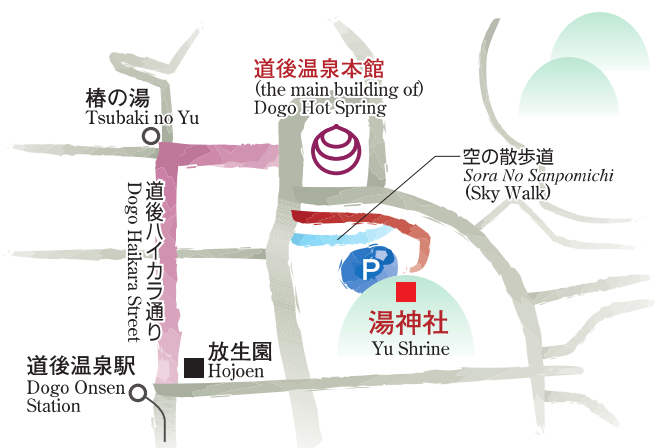 道後温泉本館
(the main building of)
Dogo Hot Spring
椿の湯
Tsubaki no Yu
空の散歩道
Sora No Sanpomichi
(Sky Walk)
道後ハイカラ通り
Dogo Haikara Street
P
湯神社
Yu Shrine
放生園
Hojoen
道後温泉駅
Dogo Onsen
Station